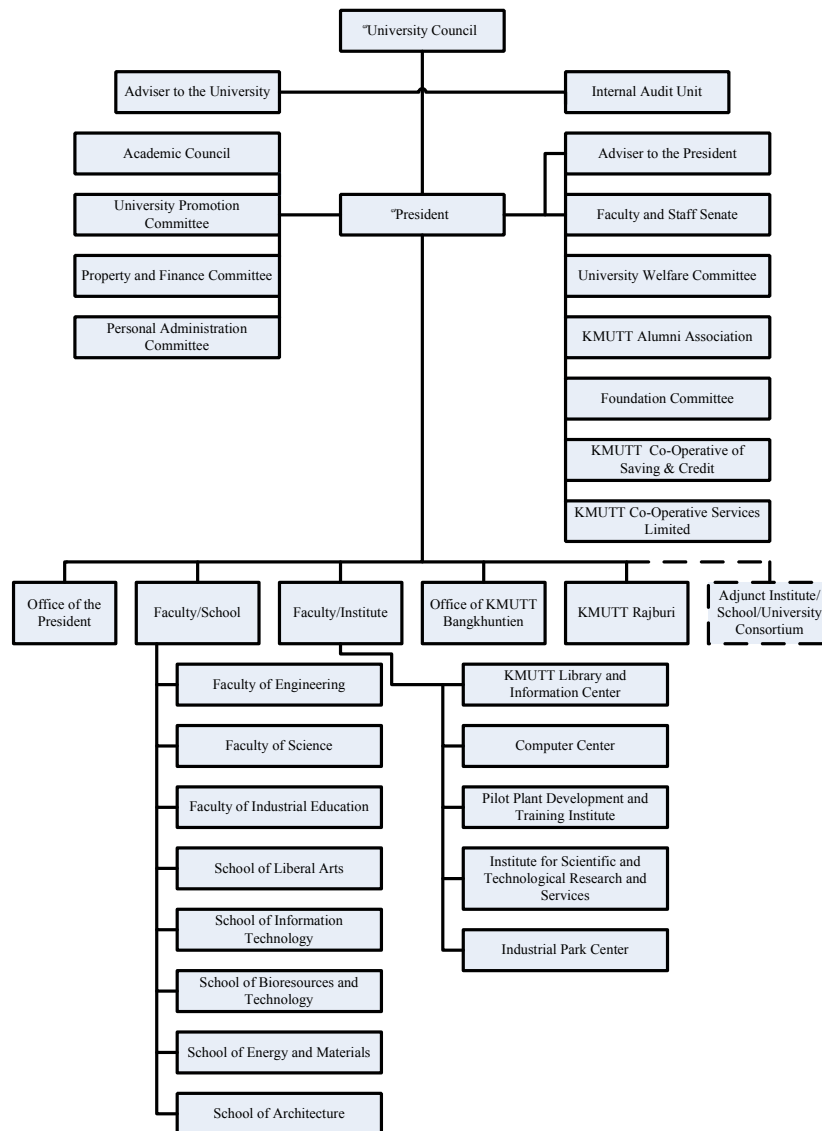 “University Council
Adviser to the University
Internal Audit Unit
Academic Council
Adviser to the President
University Promotion
Committee
“President
Faculty and Staff Senate
Property and Finance Committee
University Welfare Committee
Personal Administration
Committee
KMUTT Alumni Association
Foundation Committee
KMUTT Co-Operative of
Saving & Credit
KMUTT Co-Operative Services
Limited
Office of the
President
Faculty/School
Faculty/Institute
Office of KMUTT
Bangkhuntien
KMUTT Rajburi
Adjunct Institute/
School/University
Consortium
Faculty of Engineering
Faculty of Science
Faculty of Industrial Education
School of Liberal Arts
School of Information
Technology
School of Bioresources and
Technology
School of Energy and Materials
School of Architecture
KMUTT Library and
Information Center
Computer Center
Pilot Plant Development and
Training Institute
Institute for Scientific and
Technological Research and
Services
Industrial Park Center